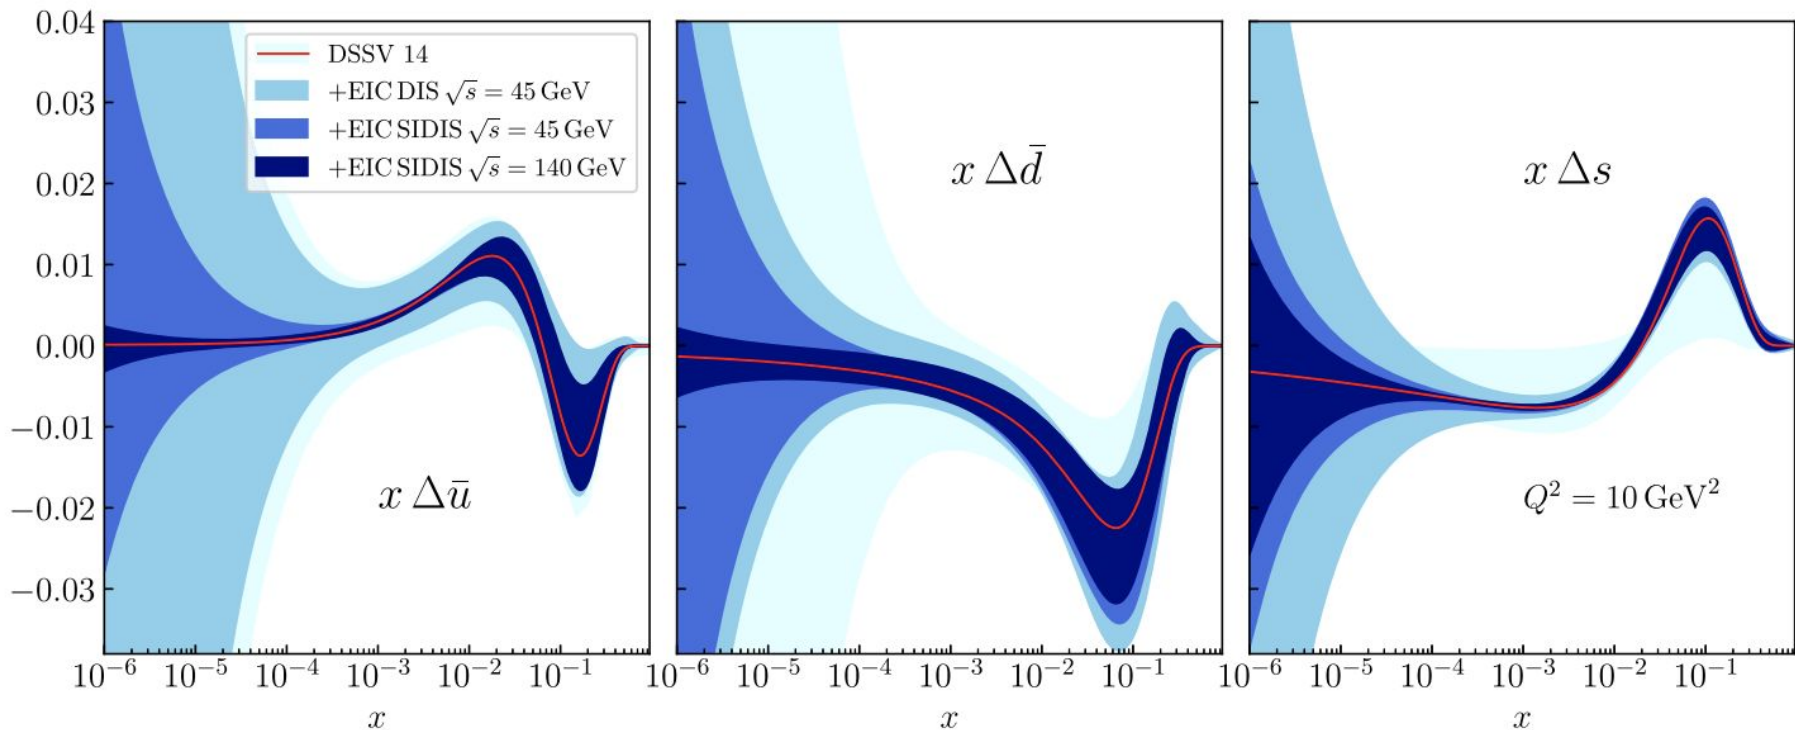 0.04
0.03
0.02
0.01
0.00
−0.01
−0.02
−0.03
DSSV 14
+EIC DIS √s = 45 GeV
+EIC SIDIS √s = 45 GeV
+EIC SIDIS √s = 140 GeV
x Δū
x Δd̄
x Δs
Q² = 10 GeV²
10⁻⁶ 10⁻⁵ 10⁻⁴ 10⁻³ 10⁻² 10⁻¹
10⁻⁶ 10⁻⁵ 10⁻⁴ 10⁻³ 10⁻² 10⁻¹
10⁻⁶ 10⁻⁵ 10⁻⁴ 10⁻³ 10⁻² 10⁻¹
x
x
x